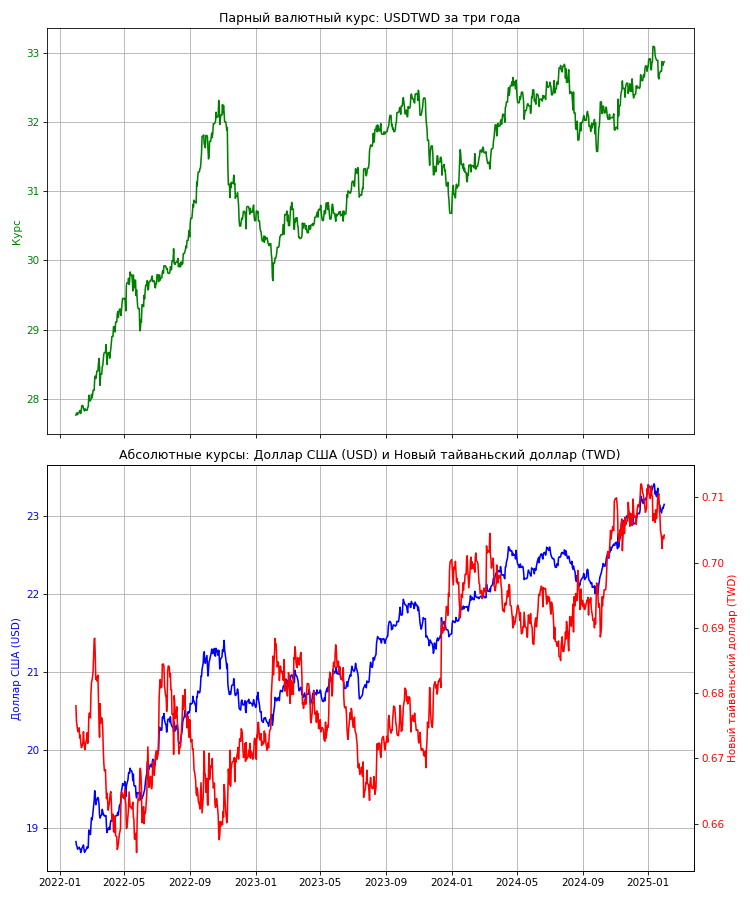 Парный валютный курс: USDTWD за три года
33
32
31
30
29
28
Курс
Абсолютные курсы: Доллар США (USD) и Новый тайваньский доллар (TWD)
23
22
21
20
19
Доллар США (USD)
0.71
0.70
0.69
0.68
0.67
0.66
Новый тайваньский доллар (TWD)
2022-01 2022-05 2022-09 2023-01 2023-05 2023-09 2024-01 2024-05 2024-09 2025-01